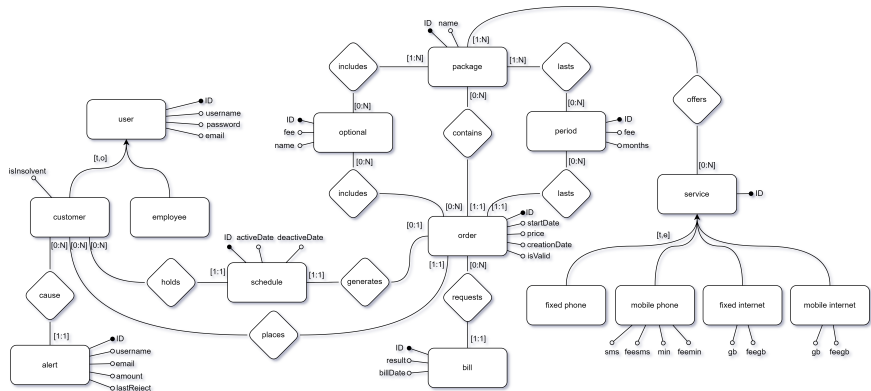 ID name
[1:N]
includes
[1:N]
package
[1:N]
lasts
user
ID
username
password
email
[0:N]
[0:N]
[0:N]
offers
ID
fee
name
optional
contains
period
ID
fee
months
[t,o]
[0:N]
[0:N]
[0:N]
isInsolvent
customer
employee
includes
lasts
service
ID
[0:N]
[1:1]
[1:1]
[0:N]
[0:N]
[0:N]
ID activeDate deactiveDate
[0:1]
order
ID
startDate
price
creationDate
isValid
[t,e]
[1:1]
[0:N]
holds
[1:1]
schedule
[1:1]
generates
cause
requests
fixed phone
mobile phone
fixed internet
mobile internet
places
[1:1]
[1:1]
alert
ID
username
email
amount
lastReject
ID
result
billDate
bill
sms feesms min feemin
gb feegb
gb feegb